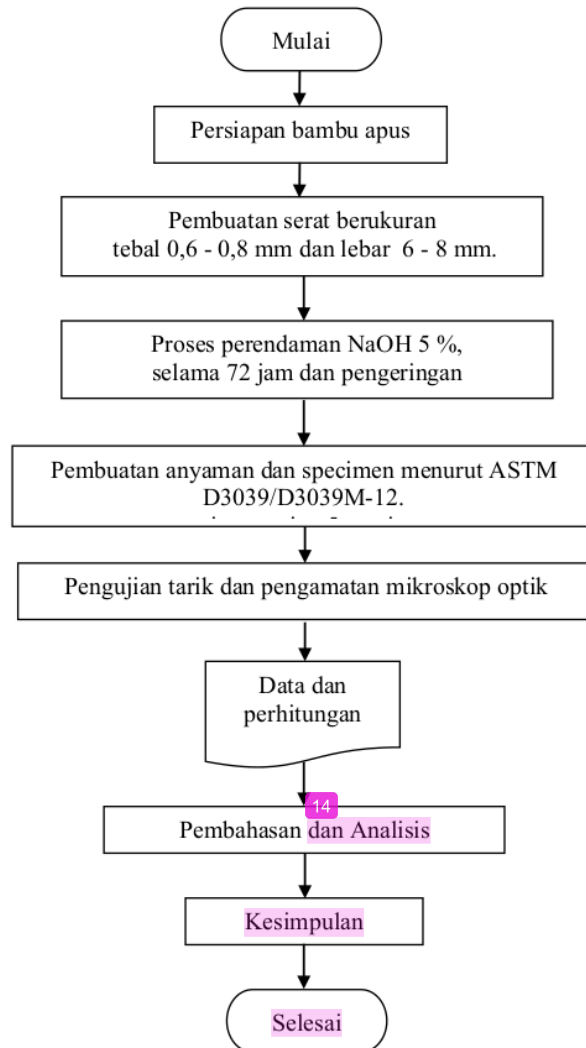 Mulai
Persiapan bambu apus
Pembuatan serat berukuran
tebal 0,6 - 0,8 mm dan lebar 6 - 8 mm.
Proses perendaman NaOH 5 %,
selama 72 jam dan pengeringan
Pembuatan anyaman dan specimen menurut ASTM
D3039/D3039M-12.
Pengujian tarik dan pengamatan mikroskop optik
Data dan
perhitungan
14
Pembahasan dan Analisis
Kesimpulan
Selesai